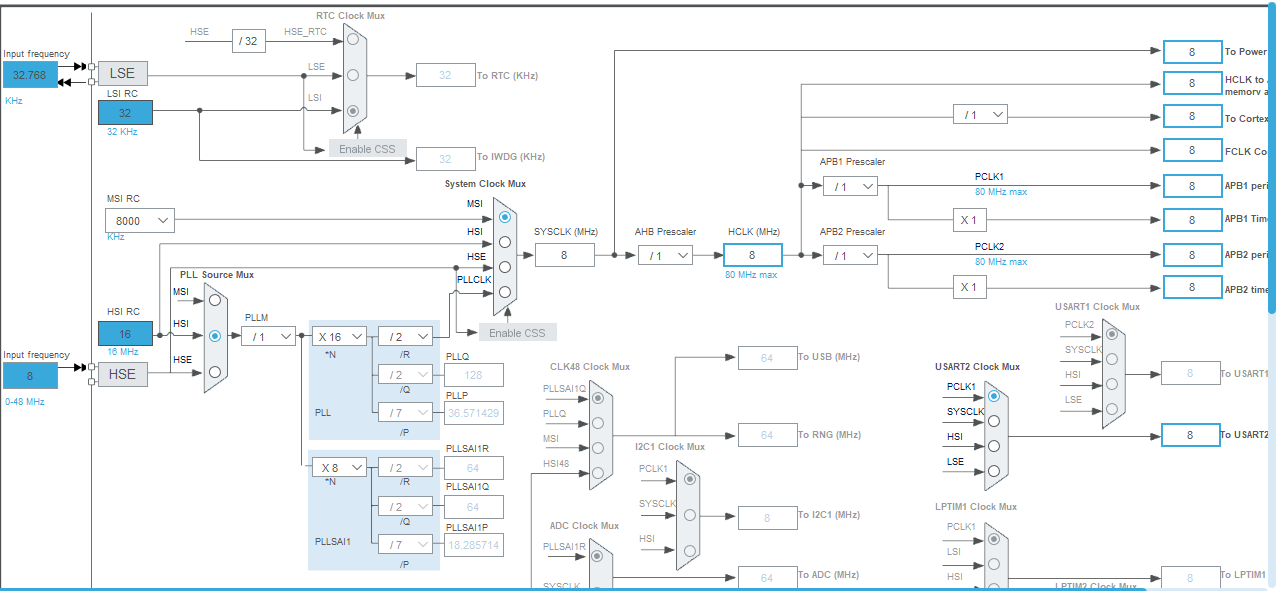 RTC Clock Mux
HSE
/ 32
HSE_RTC
Input frequency
32.768
KHz
LSE
LSE
32
To RTC (KHz)
LSI RC
32
32 KHz
LSI
Enable CSS
32
To IWDG (KHz)
System Clock Mux
MSI RC
8000
KHz
MSI
HSI
HSE
PLLCLK
Enable CSS
SYSCLK (MHz)
8
AHB Prescaler
/ 1
HCLK (MHz)
8
80 MHz max
8
To Power
8
HCLK to
memory a
/ 1
8
To Cortex
8
FCLK Co
APB1 Prescaler
/ 1
PCLK1
80 MHz max
8
APB1 peri
X 1
8
APB1 Time
APB2 Prescaler
/ 1
PCLK2
80 MHz max
8
APB2 peri
X 1
8
APB2 time
PLL Source Mux
MSI
HSI
HSE
HSI RC
16
16 MHz
Input frequency
8
0-48 MHz
HSE
PLLM
/ 1
X 16
*N
/ 2
/R
PLLQ
/ 2
128
/Q
PLLP
/ 7
36.571429
/P
PLL
PLLSAI1R
X 8
*N
/ 2
64
/R
PLLSAI1Q
/ 2
64
/Q
PLLSAI1P
/ 7
18.285714
/P
PLLSAI1
CLK48 Clock Mux
PLLSAI1Q
PLLQ
MSI
HSI48
64
To USB (MHz)
64
To RNG (MHz)
I2C1 Clock Mux
PCLK1
SYSCLK
HSI
8
To I2C1 (MHz)
ADC Clock Mux
PLLSAI1R
SYSCLK
64
To ADC (MHz)
USART1 Clock Mux
PCLK2
SYSCLK
HSI
LSE
8
To USART1
USART2 Clock Mux
PCLK1
SYSCLK
HSI
LSE
8
To USART2
LPTIM1 Clock Mux
PCLK1
LSI
HSI
8
To LPTIM1
LPTIM2 Clock Mux